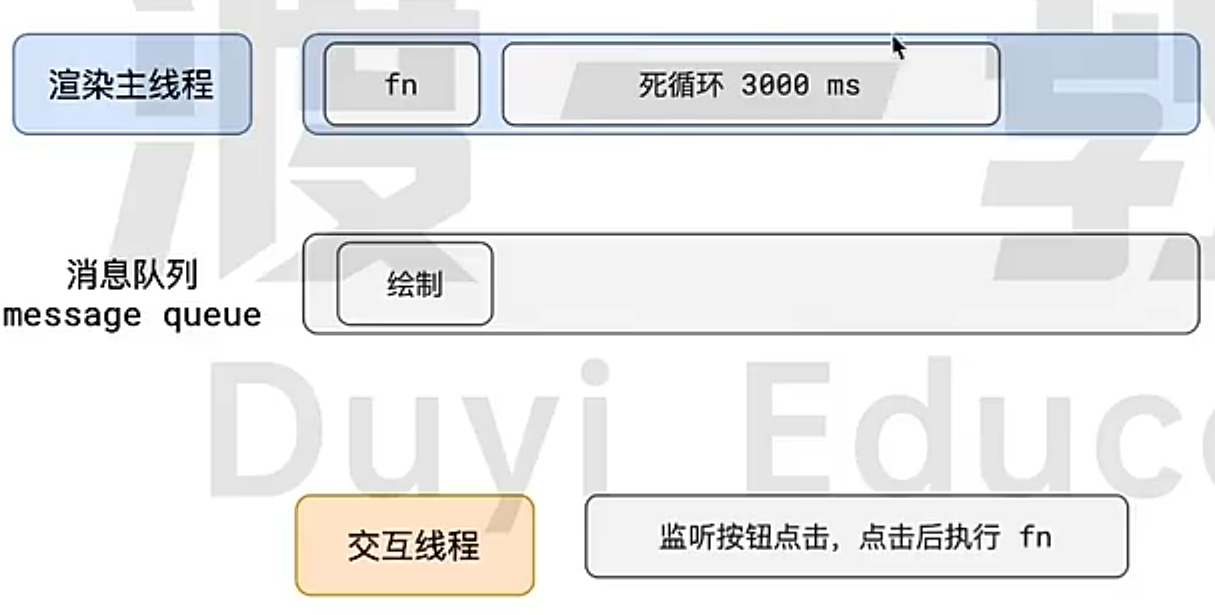 渲染主线程
fn
死循环 3000 ms
消息队列
message queue
绘制
Duyi Educ
交互线程
监听按钮点击，点击后执行 fn